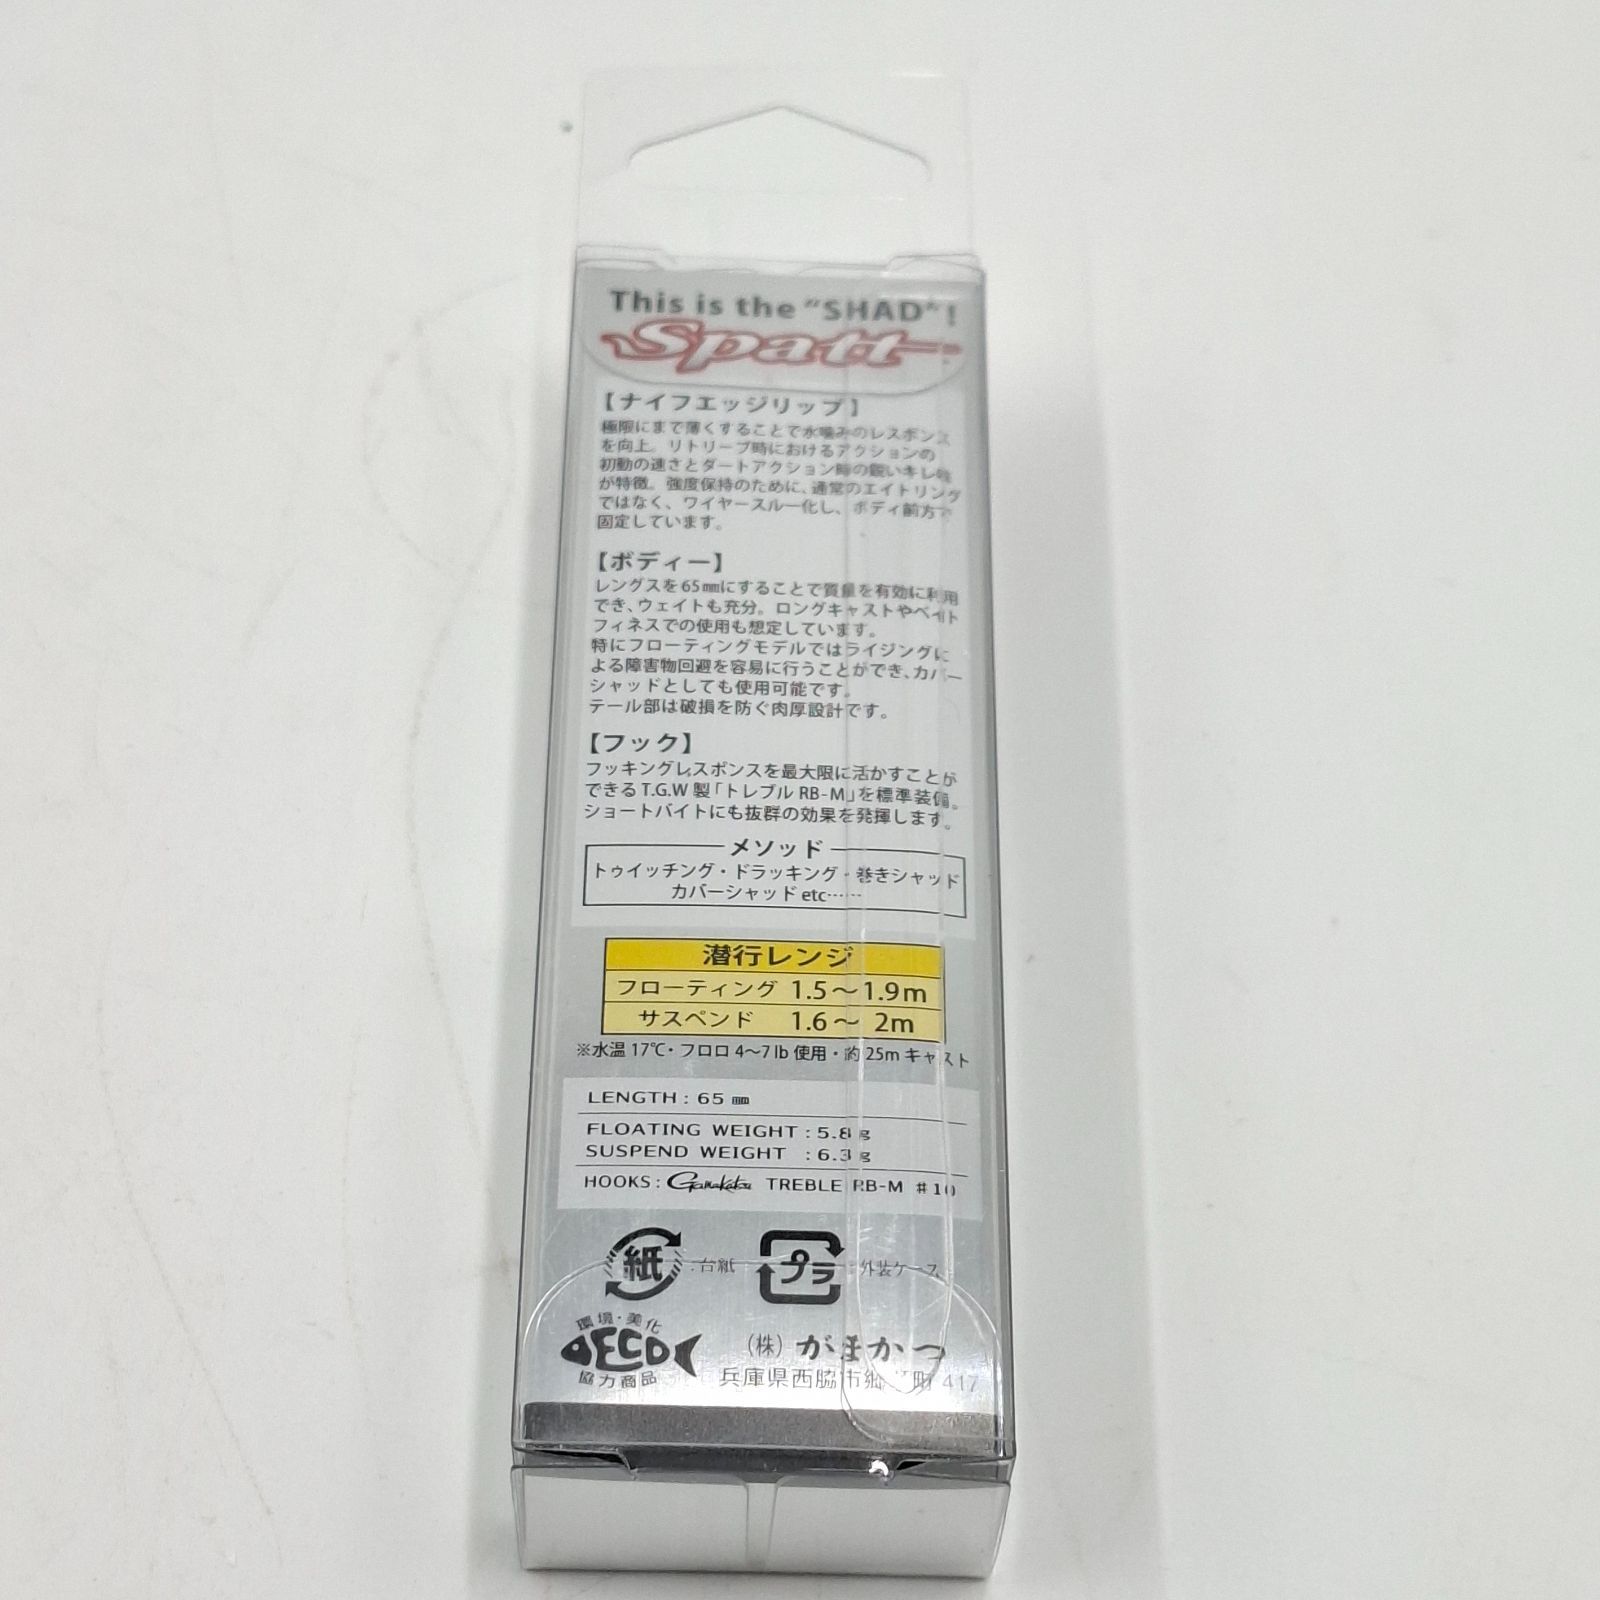 This is the "SHAD"!
Spatt
【ナイフエッジリップ】
極限にまで薄くすることで水噛みのレスポンス
を向上。リトリーブ時におけるアクションの
初動の速さとダートアクション時の鋭いキレ味
が特徴。強度保持のために、通常のエイトリング
ではなく、ワイヤースルー化し、ボディ前方で
固定しています。
【ボディー】
レングスを65㎜にすることで質量を有効に利用
でき、ウェイトも充分。ロングキャストやベイト
フィネスでの使用も想定しています。
特にフローティングモデルではライジングに
よる障害物回避を容易に行うことができ、カバー
シャッドとしても使用可能です。
テール部は破損を防ぐ肉厚設計です。
【フック】
フッキングレスポンスを最大限に活かすことが
できるT.G.W製「トレブルRB-M」を標準装備。
ショートバイトにも抜群の効果を発揮します。
メソッド
トゥイッチング・ドラッキング・巻きシャッド
カバーシャッドetc……
潜行レンジ
フローティング 1.5〜1.9m
サスペンド 1.6〜 2m
※水温17℃・フロロ4〜7lb使用・約25mキャスト
LENGTH : 65㎜
FLOATING WEIGHT : 5.8g
SUSPEND WEIGHT : 6.3g
HOOKS : Gamakatsu TREBLE RB-M #10
紙 : 台紙 プラ : 外装ケース
環境・美化
ECO
協力商品
(株) がまかつ
兵庫県西脇市郷 町 417